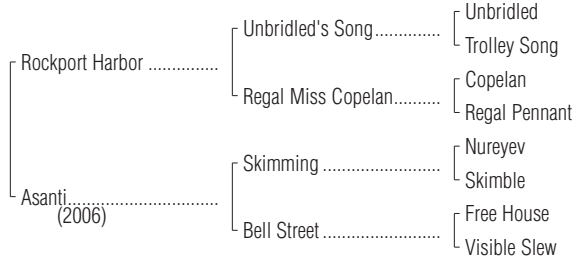 Unbridled
Unbridled's Song..............
Trolley Song
Rockport Harbor ...............
Copelan
Regal Miss Copelan..........
Regal Pennant
Nureyev
Skimming .........................
Skimble
Asanti................................
(2006)
Free House
Bell Street .........................
Visible Slew